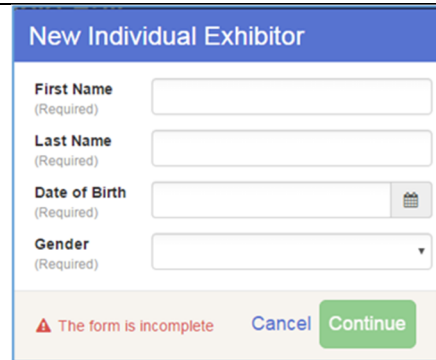 New Individual Exhibitor
First Name
(Required)
Last Name
(Required)
Date of Birth
(Required)
Gender
(Required)
The form is incomplete Cancel Continue